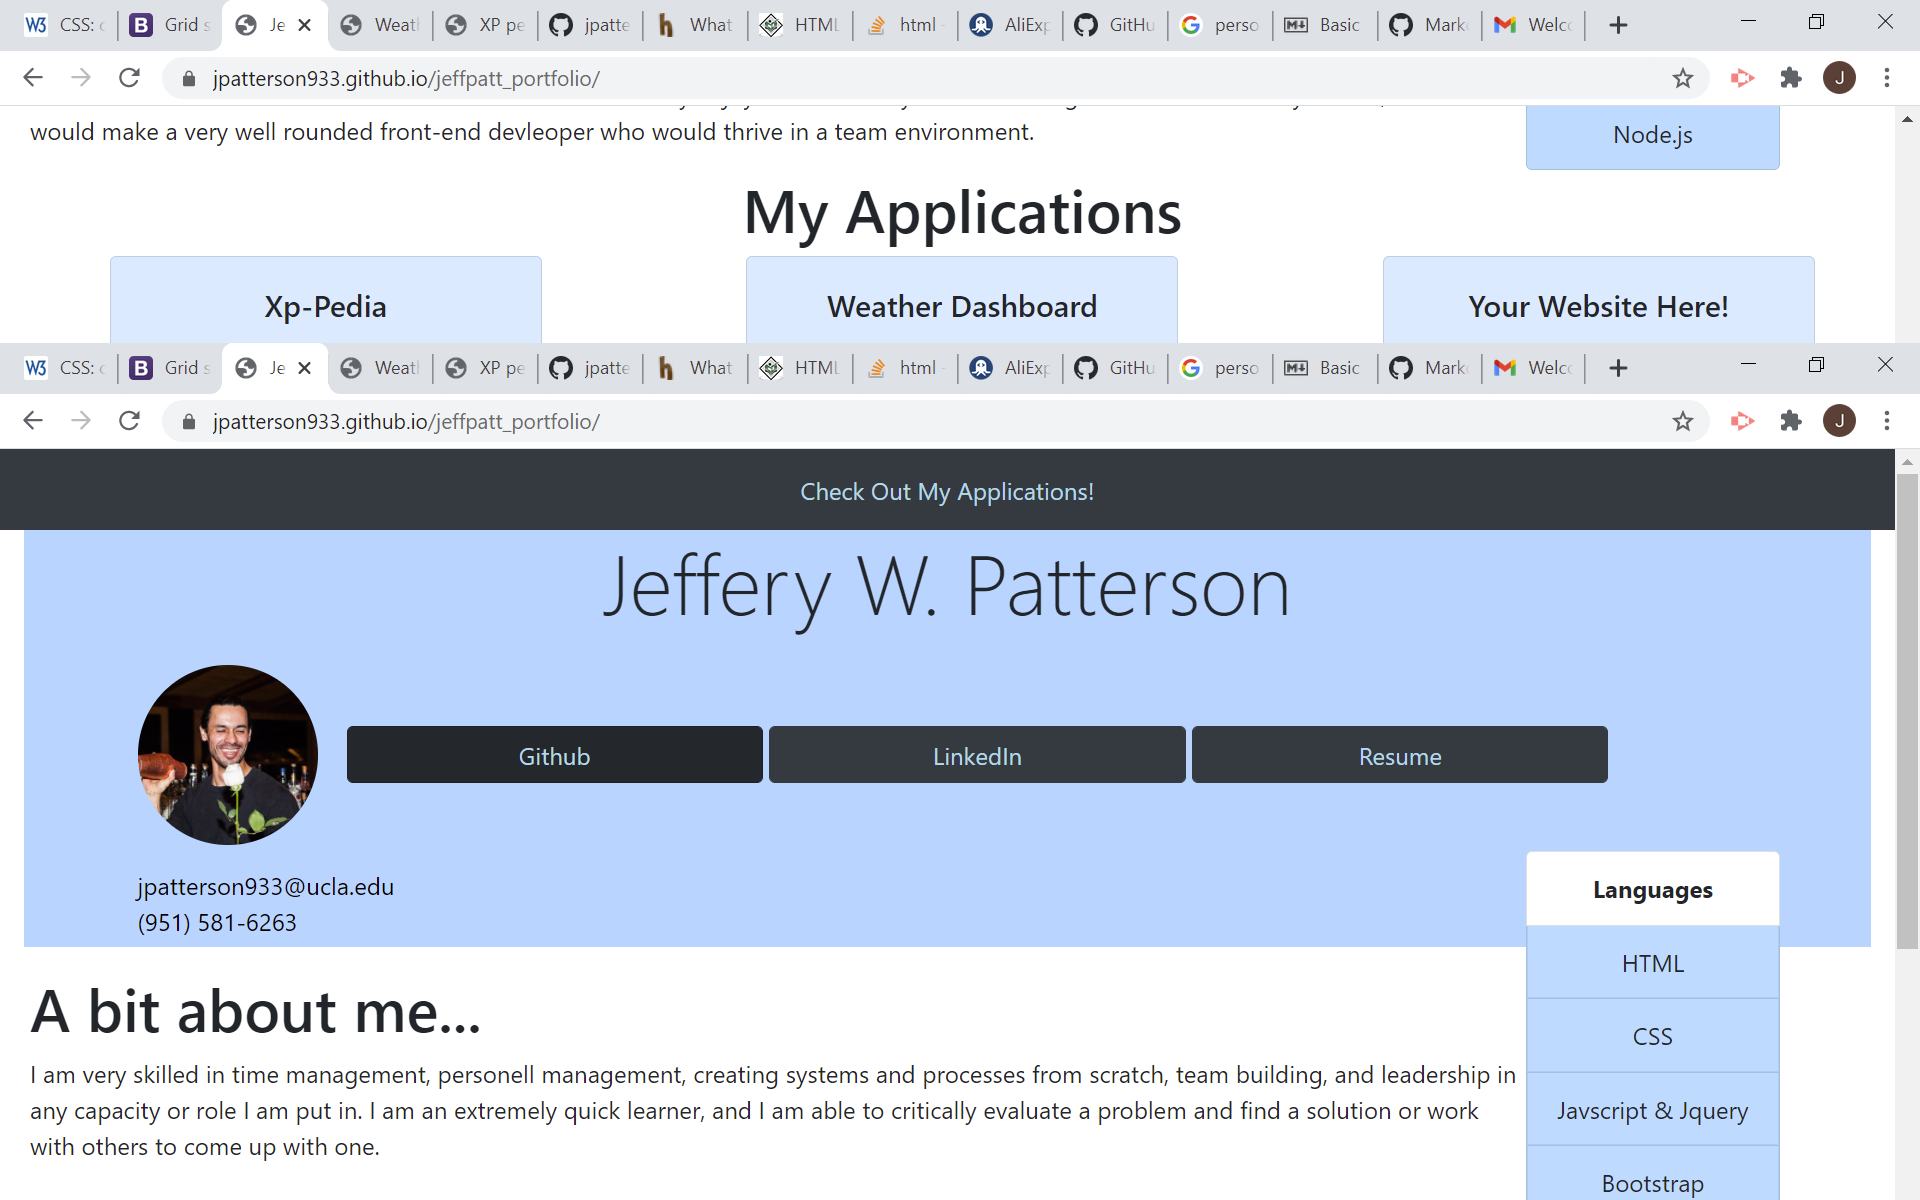 CSS: Grid Je Weat XP pe jpatte What HTML html AliExp GitHu perso Basic Mark Welc
jpatterson933.github.io/jeffpatt_portfolio/ J
would make a very well rounded front-end devleoper who would thrive in a team environment.
Node.js
My Applications
Xp-Pedia
Weather Dashboard
Your Website Here!
CSS: Grid Je Weat XP pe jpatte What HTML html AliExp GitHu perso Basic Mark Welc
jpatterson933.github.io/jeffpatt_portfolio/ J
Check Out My Applications!
Jeffery W. Patterson
Github
LinkedIn
Resume
jpatterson933@ucla.edu
(951) 581-6263
Languages
HTML
CSS
Javscript & Jquery
Bootstrap
A bit about me...
I am very skilled in time management, personell management, creating systems and processes from scratch, team building, and leadership in
any capacity or role I am put in. I am an extremely quick learner, and I am able to critically evaluate a problem and find a solution or work
with others to come up with one.